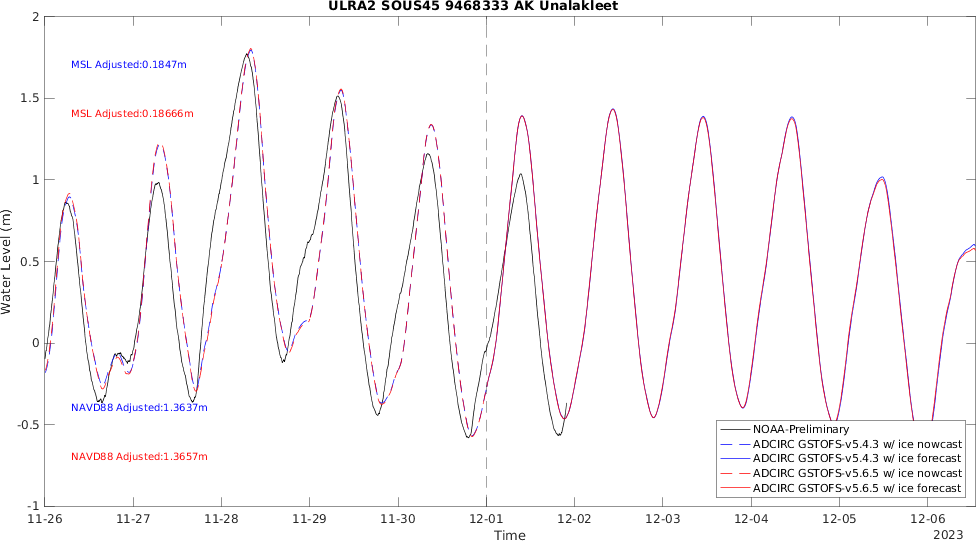 ULRA2 SOUS45 9468333 AK Unalakleet
2
1.5
1
0.5
0
-0.5
-1
Water Level (m)
MSL Adjusted:0.1847m
MSL Adjusted:0.18666m
NAVD88 Adjusted:1.3637m
NAVD88 Adjusted:1.3657m
NOAA-Preliminary
ADCIRC GSTOFS-v5.4.3 w/ ice nowcast
ADCIRC GSTOFS-v5.4.3 w/ ice forecast
ADCIRC GSTOFS-v5.6.5 w/ ice nowcast
ADCIRC GSTOFS-v5.6.5 w/ ice forecast
11-26 11-27 11-28 11-29 11-30 12-01 12-02 12-03 12-04 12-05 12-06
Time
2023